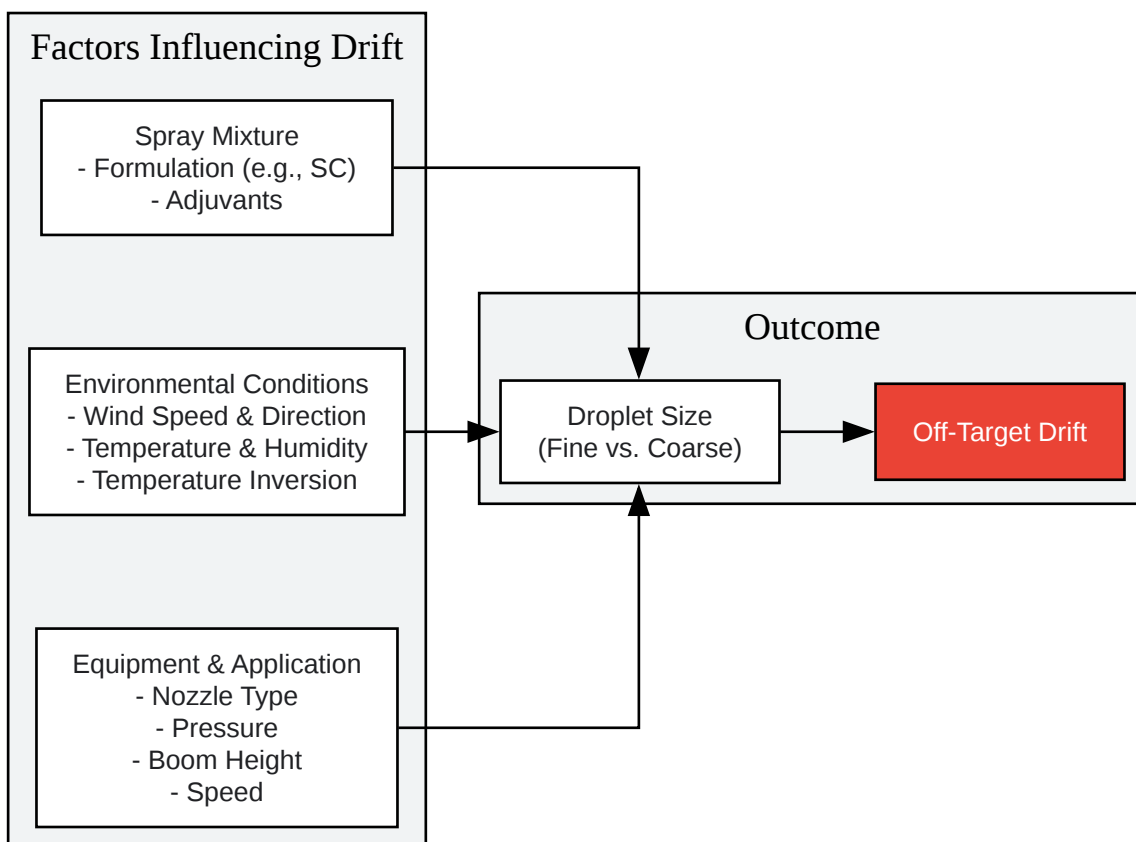 Factors Influencing Drift
Spray Mixture
- Formulation (e.g., SC)
- Adjuvants
Environmental Conditions
- Wind Speed & Direction
- Temperature & Humidity
- Temperature Inversion
Equipment & Application
- Nozzle Type
- Pressure
- Boom Height
- Speed
Outcome
Droplet Size
(Fine vs. Coarse)
Off-Target Drift